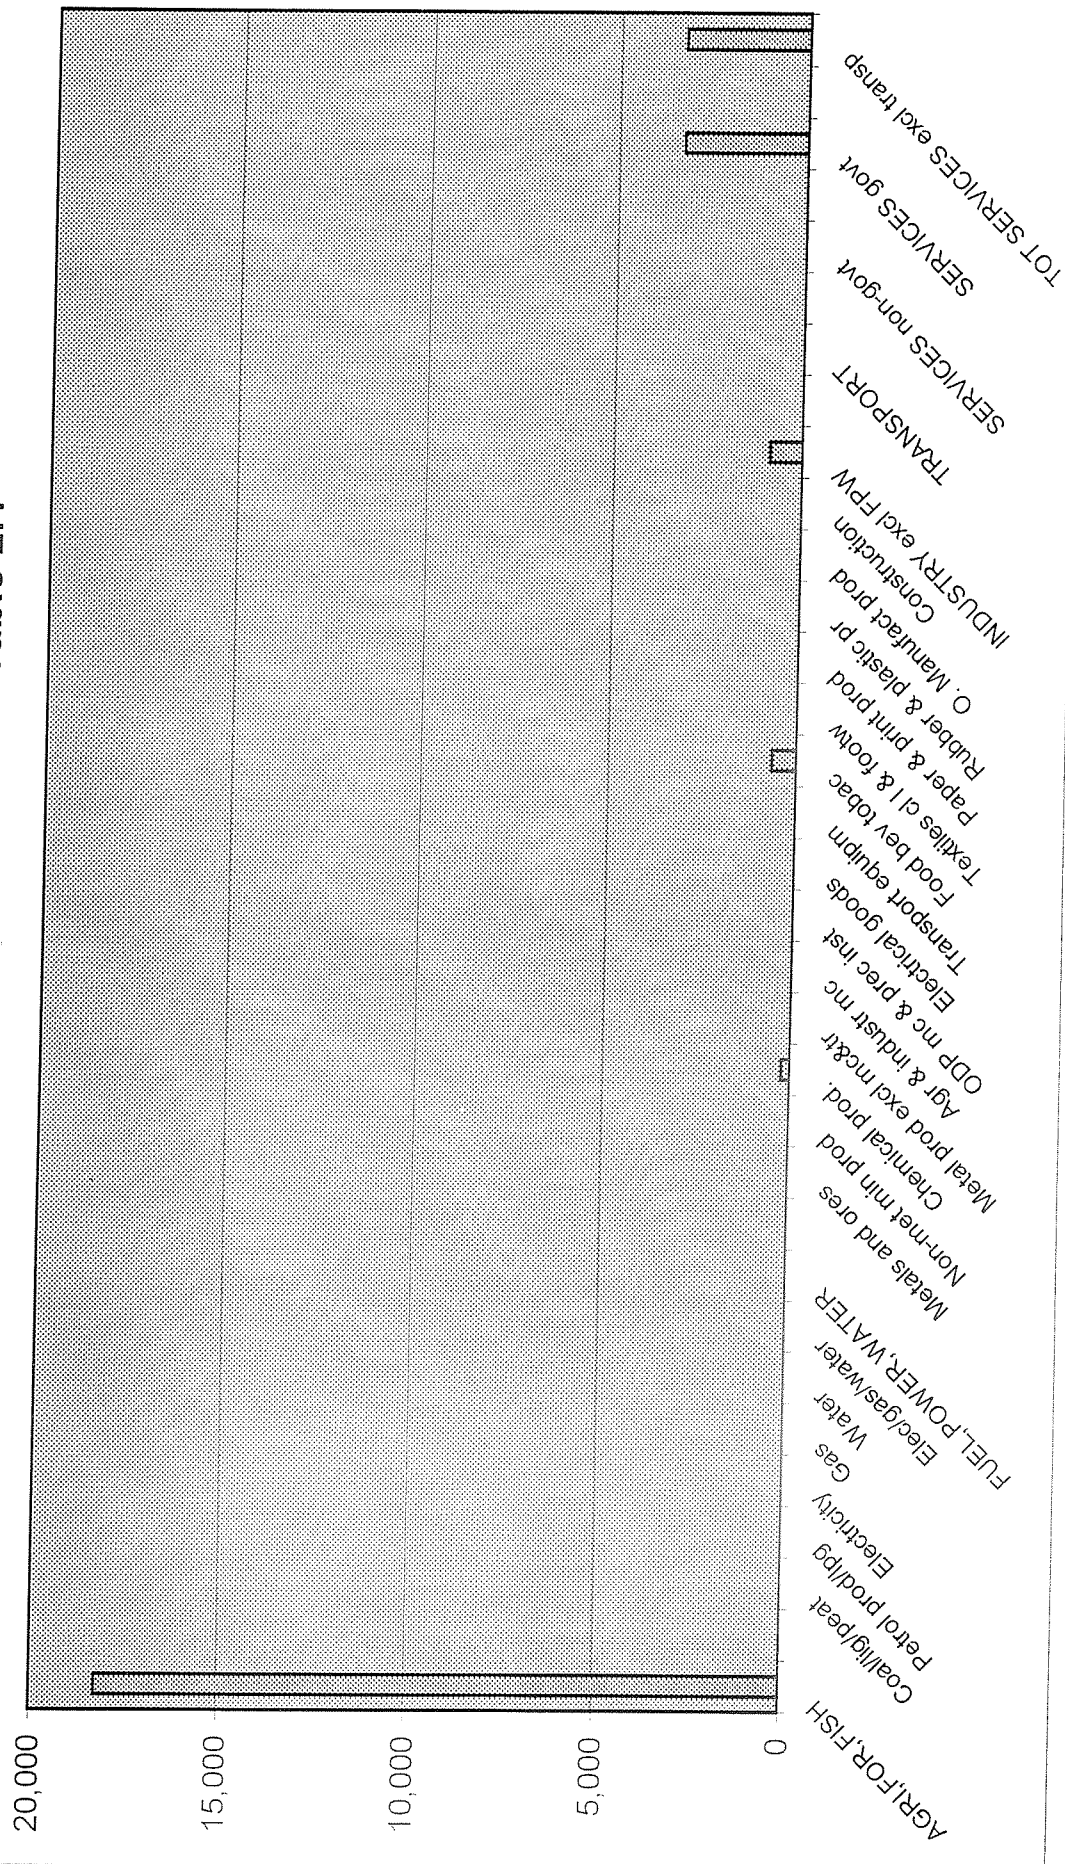 20,000
15,000
10,000
5,000
0
AGRI,FOR,FISH
Coal/lig/peat
Petrol prod/lpg
Electricity
Gas
Water
Elec/gas/water
FUEL,POWER,WATER
Metals and ores
Non-met min prod
Chemical prod.
Metal prod excl mc&tr
Agr & industr mc
ODP mc & prec inst
Electrical goods
Transport equipm
Food bev tobac
Textiles cl l & footw
Paper & print prod
Rubber & plastic pr
O. Manufact prod
Construction
INDUSTRY excl FPW
TRANSPORT
SERVICES non-govt
SERVICES govt
TOT SERVICES excl transp